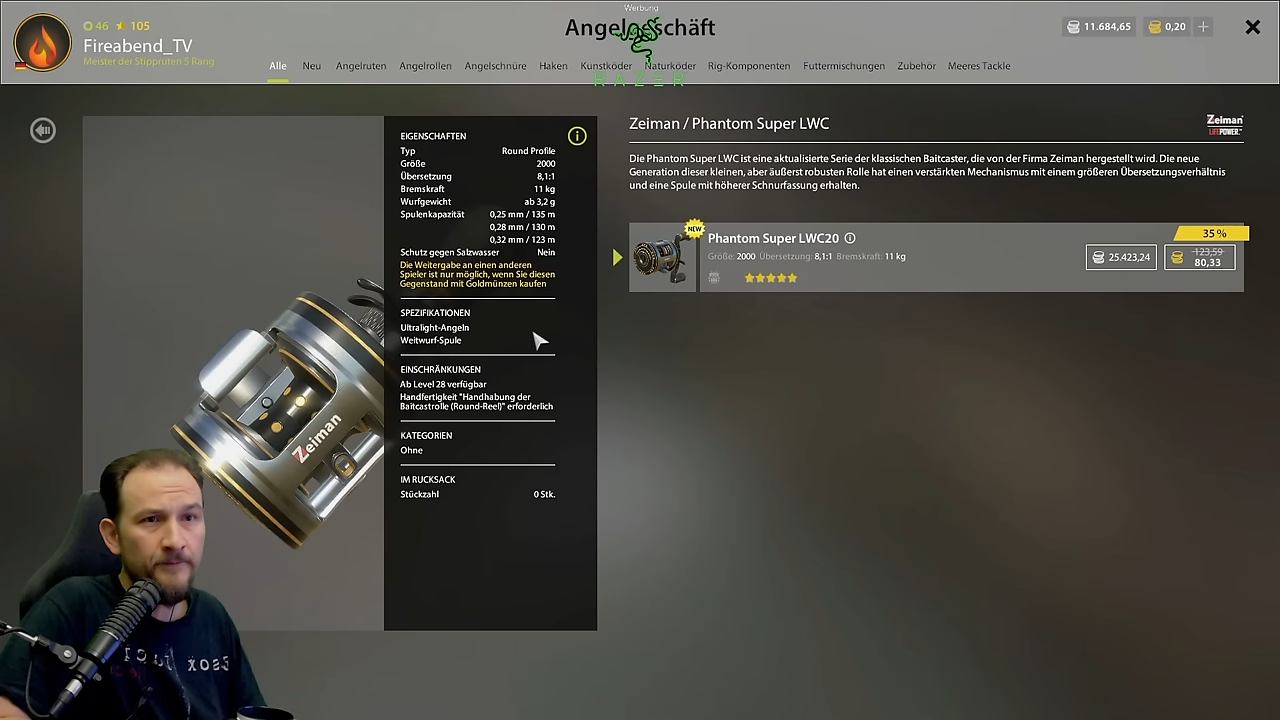 Werbung
46 105
Fireabend_TV
Meister der Stippruten 5 Rang
Angelgeschäft
RAZER
11.684,65
0,20
Alle Neu Angelruten Angelrollen Angelschnüre Haken Kunstköder Naturköder Rig-Komponenten Futtermischungen Zubehör Meeres Tackle
EIGENSCHAFTEN
Typ Round Profile
Größe 2000
Übersetzung 8,1:1
Bremskraft 11 kg
Wurfgewicht ab 3,2 g
Spulenkapazität 0,25 mm / 135 m
0,28 mm / 130 m
0,32 mm / 123 m
Schutz gegen Salzwasser Nein
Die Weitergabe an einen anderen
Spieler ist nur möglich, wenn Sie diesen
Gegenstand mit Goldmünzen kaufen
SPEZIFIKATIONEN
Ultralight-Angeln
Weitwurf-Spule
EINSCHRÄNKUNGEN
Ab Level 28 verfügbar
Handfertigkeit "Handhabung der
Baitcastrolle (Round-Reel)" erforderlich
KATEGORIEN
Ohne
IM RUCKSACK
Stückzahl 0 Stk.
Zeiman
Zeiman / Phantom Super LWC
Zeiman
LIFEPOWER
Die Phantom Super LWC ist eine aktualisierte Serie der klassischen Baitcaster, die von der Firma Zeiman hergestellt wird. Die neue
Generation dieser kleinen, aber äußerst robusten Rolle hat einen verstärkten Mechanismus mit einem größeren Übersetzungsverhältnis
und eine Spule mit höherer Schnurfassung erhalten.
NEW
Phantom Super LWC20
Größe: 2000 Übersetzung: 8,1:1 Bremskraft: 11 kg
35 %
25.423,24
123,59
80,33